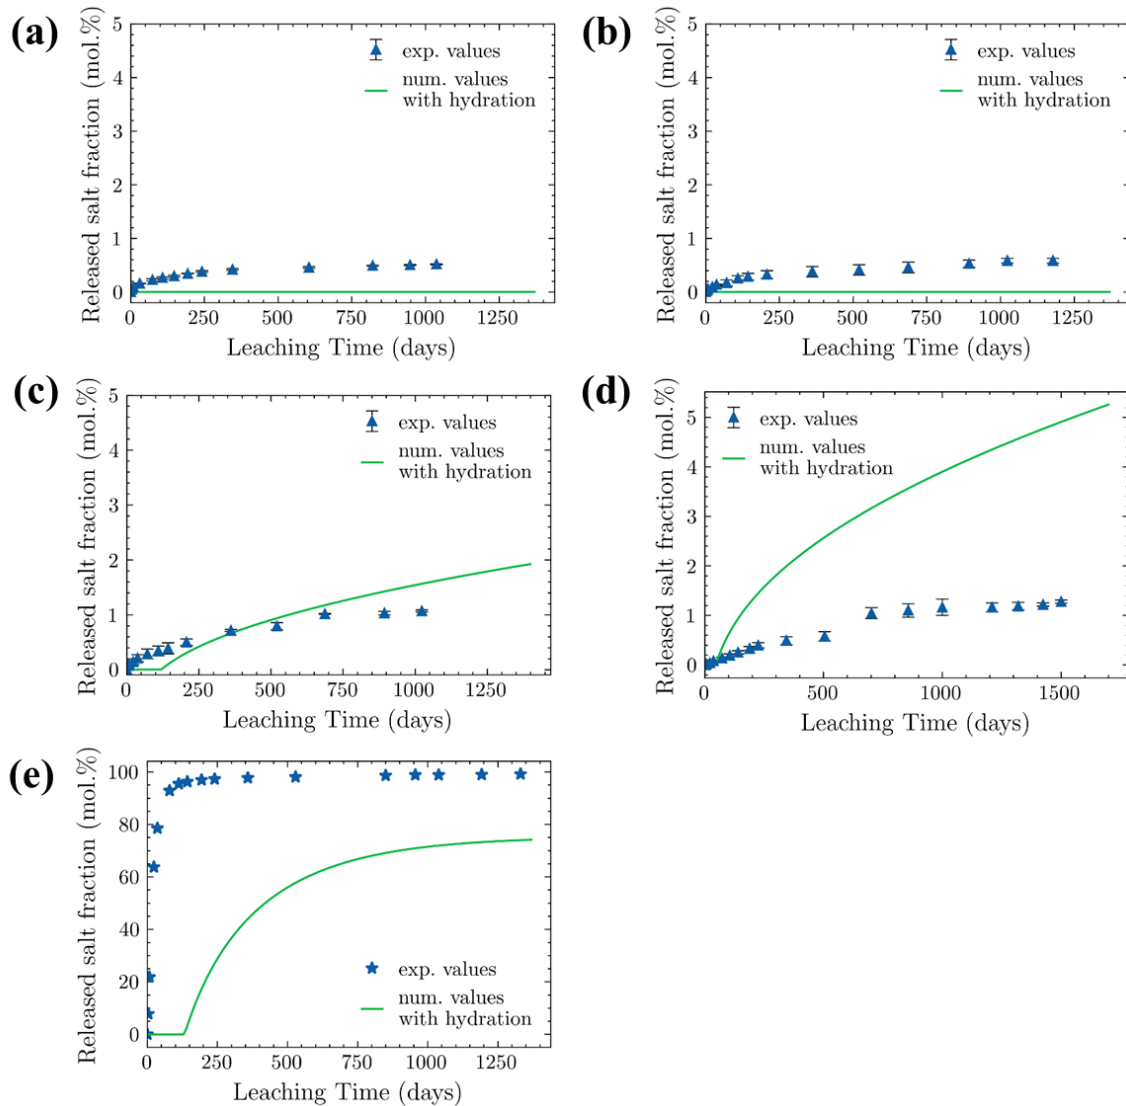 (a)
Released salt fraction (mol.%)
5
4
3
2
1
0
exp. values
num. values
with hydration
0 250 500 750 1000 1250
Leaching Time (days)
(b)
Released salt fraction (mol.%)
5
4
3
2
1
0
exp. values
num. values
with hydration
0 250 500 750 1000 1250
Leaching Time (days)
(c)
Released salt fraction (mol.%)
5
4
3
2
1
0
exp. values
num. values
with hydration
0 250 500 750 1000 1250
Leaching Time (days)
(d)
Released salt fraction (mol.%)
5
4
3
2
1
0
exp. values
num. values
with hydration
0 500 1000 1500
Leaching Time (days)
(e)
Released salt fraction (mol.%)
100
80
60
40
20
0
exp. values
num. values
with hydration
0 250 500 750 1000 1250
Leaching Time (days)